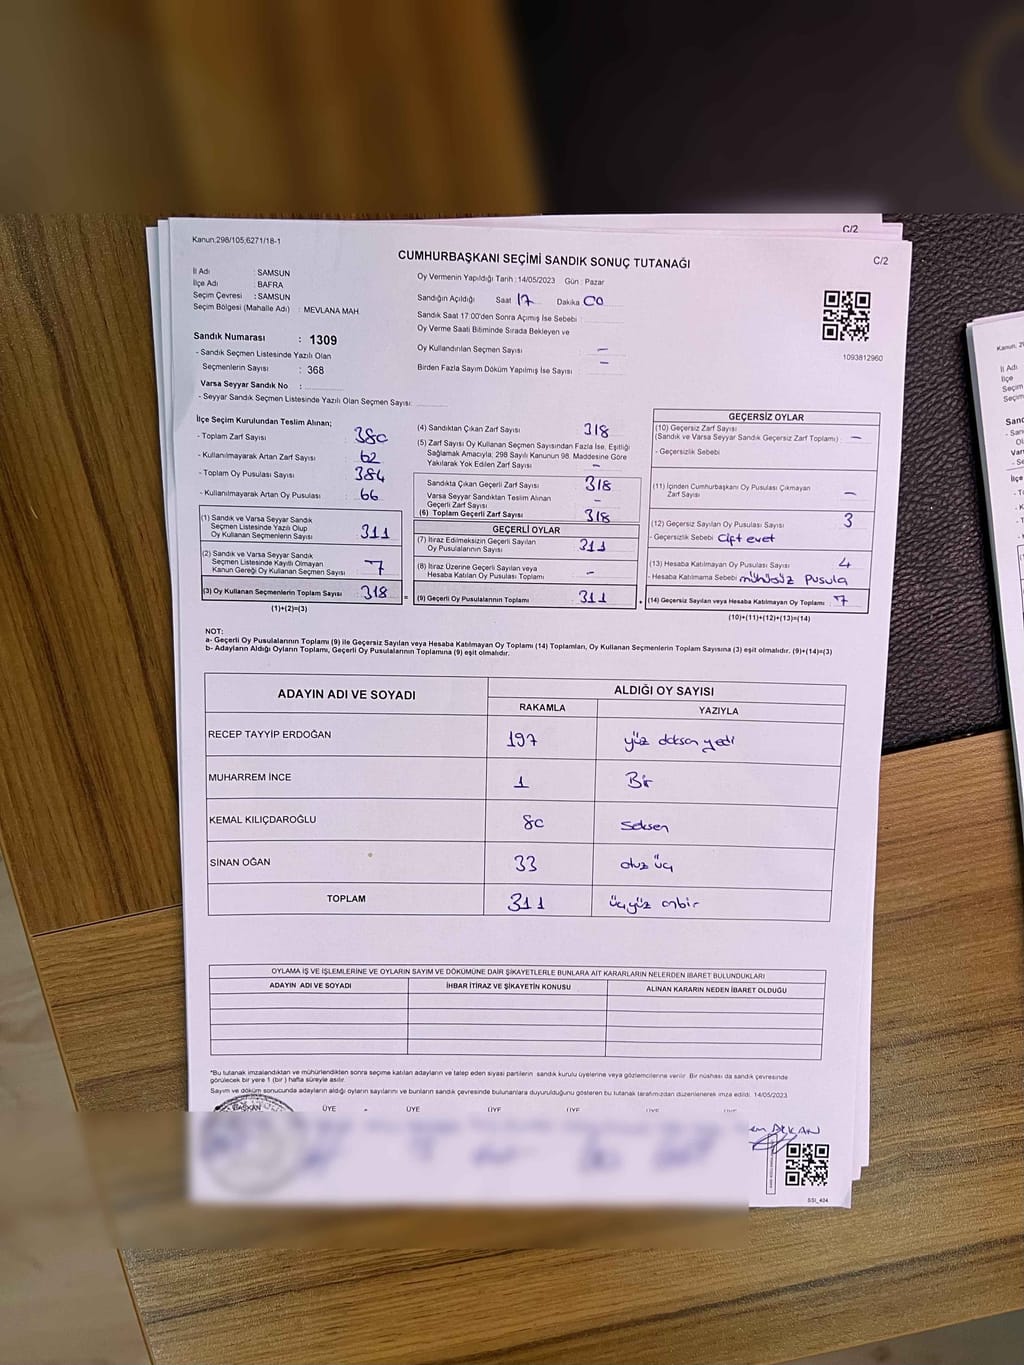 C/2
Kanun.298/105,6271/18-1
C/2
CUMHURBAŞKANI SEÇİMİ SANDIK SONUÇ TUTANAĞI
İl Adı : SAMSUN
İlçe Adı : BAFRA
Seçim Çevresi : SAMSUN
Seçim Bölgesi (Mahalle Adı) : MEVLANA MAH.
Sandık Numarası : 1309
- Sandık Seçmen Listesinde Yazılı Olan
Seçmenlerin Sayısı : 368
Varsa Seyyar Sandık No :
- Seyyar Sandık Seçmen Listesinde Yazılı Olan Seçmen Sayısı:
Oy Vermenin Yapıldığı Tarih : 14/05/2023 Gün : Pazar
Sandığın Açıldığı Saat 17 Dakika 00
Sandık Saat 17:00'den Sonra Açımış İse Sebebi :
Oy Verme Saati Bitiminde Sırada Bekleyen ve
Oy Kullandırılan Seçmen Sayısı : —
Birden Fazla Sayım Döküm Yapılmış İse Sayısı : —
1093812960
İlçe Seçim Kurulundan Teslim Alınan;
- Toplam Zarf Sayısı : 380
- Kullanılmayarak Artan Zarf Sayısı : 62
- Toplam Oy Pusulası Sayısı : 384
- Kullanılmayarak Artan Oy Pusulası : 66
(1) Sandık ve Varsa Seyyar Sandık
Seçmen Listesinde Yazılı Olup
Oy Kullanan Seçmenlerin Sayısı : 311
(2) Sandık ve Varsa Seyyar Sandık
Seçmen Listesinde Kayıtlı Olmayan
Kanun Gereği Oy Kullanan Seçmen Sayısı : 7
(3) Oy Kullanan Seçmenlerin Toplam Sayısı : 318
(1)+(2)=(3)
(4) Sandıktan Çıkan Zarf Sayısı : 318
(5) Zarf Sayısı Oy Kullanan Seçmen Sayısından Fazla İse, Eşitliği
Sağlamak Amacıyla; 298 Sayılı Kanunun 98. Maddesine Göre
Yakılarak Yok Edilen Zarf Sayısı : —
Sandıkta Çıkan Geçerli Zarf Sayısı : 318
Varsa Seyyar Sandıktan Teslim Alınan
Geçerli Zarf Sayısı : —
(6) Toplam Geçerli Zarf Sayısı : 318
GEÇERLİ OYLAR
(7) İtiraz Edilmeksizin Geçerli Sayılan
Oy Pusulalarının Sayısı : 311
(8) İtiraz Üzerine Geçerli Sayılan veya
Hesaba Katılan Oy Pusulası Toplamı : —
(9) Geçerli Oy Pusulalarının Toplamı : 311
GEÇERSİZ OYLAR
(10) Geçersiz Zarf Sayısı
(Sandık ve Varsa Seyyar Sandık Geçersiz Zarf Toplamı) : —
- Geçersizlik Sebebi
(11) İçinden Cumhurbaşkanı Oy Pusulası Çıkmayan
Zarf Sayısı : —
(12) Geçersiz Sayılan Oy Pusulası Sayısı : 3
- Geçersizlik Sebebi Çift evet
(13) Hesaba Katılmayan Oy Pusulası Sayısı : 4
- Hesaba Katılmama Sebebi mühürsüz pusula
(14) Geçersiz Sayılan veya Hesaba Katılmayan Oy Toplamı : 7
(10)+(11)+(12)+(13)=(14)
NOT:
a- Geçerli Oy Pusulalarının Toplamı (9) ile Geçersiz Sayılan veya Hesaba Katılmayan Oy Toplamı (14) Toplamları, Oy Kullanan Seçmenlerin Toplam Sayısına (3) eşit olmalıdır. (9)+(14)=(3)
b- Adayların Aldığı Oyların Toplamı, Geçerli Oy Pusulalarının Toplamına (9) eşit olmalıdır.
ADAYIN ADI VE SOYADI ALDIĞI OY SAYISI
RAKAMLA YAZIYLA
RECEP TAYYİP ERDOĞAN 197 yüz doksan yedi
MUHARREM İNCE 1 Bir
KEMAL KILIÇDAROĞLU 80 Seksen
SİNAN OĞAN 33 otuz üç
TOPLAM 311 üçyüz onbir
OYLAMA İŞ VE İŞLEMLERİNE VE OYLARIN SAYIM VE DÖKÜMÜNE DAİR ŞİKAYETLERLE BUNLARA AİT KARARLARIN NELERDEN İBARET BULUNDUKLARI
ADAYIN ADI VE SOYADI İHBAR İTİRAZ VE ŞİKAYETİN KONUSU ALINAN KARARIN NEDEN İBARET OLDUĞU
*Bu tutanak imzalandıktan ve mühürlendikten sonra seçime katılan adayların ve talep eden siyasi partilerin sandık kurulu üyelerine veya gözlemcilerine verilir. Bir nüshası da sandık çevresinde
görülecek bir yere 1 (bir) hafta süreyle asılır.
Sayım ve döküm sonucunda adayların aldığı oyların sayılarını ve bunların sandık çevresinde bulunanlara duyurulduğunu gösteren bu tutanak tarafımızdan düzenlenerek imza edildi. 14/05/2023
BAŞKAN ÜYE ÜYE ÜYE ÜYE ÜYE ÜYE
SSI_404